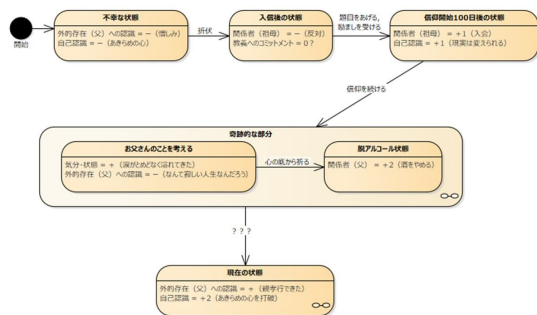 不幸な状態
外的存在（父）への認識 = −（憎しみ）
自己認識 = −（あきらめの心）
開始
折伏
入信後の状態
関係者（祖母） = −（反対）
教義へのコミットメント = 0？
題目をあげる,
励ましを受ける
信仰開始100日後の状態
関係者（祖母） = +1（入会）
自己認識 = +1（現実は変えられる）
信仰を続ける
奇跡的な部分
お父さんのことを考える
気分・状態 = +（涙がとめどなく溢れてきた）
外的存在（父）への認識 = −（なんて寂しい人生なんだろう）
心の底から祈る
脱アルコール状態
関係者（父） = +2（酒をやめる）
？？？
現在の状態
外的存在（父）への認識 = +（親孝行できた）
自己認識 = +2（あきらめの心を打破）